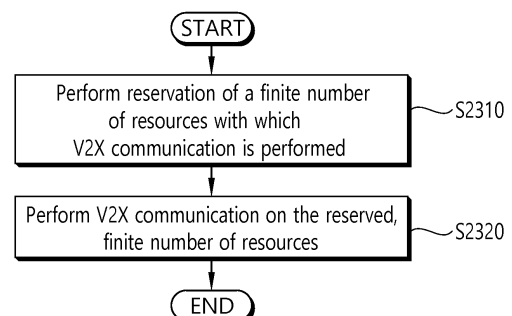 START
Perform reservation of a finite number
of resources with which
V2X communication is performed
S2310
Perform V2X communication on the reserved,
finite number of resources
S2320
END